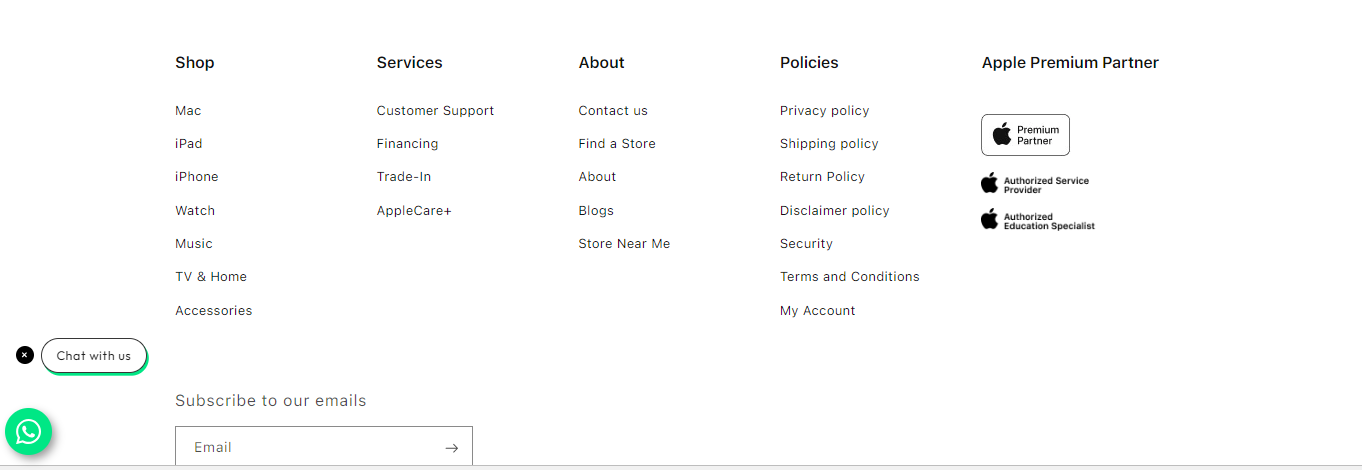 Shop
Mac
iPad
iPhone
Watch
Music
TV & Home
Accessories
Services
Customer Support
Financing
Trade-In
AppleCare+
About
Contact us
Find a Store
About
Blogs
Store Near Me
Policies
Privacy policy
Shipping policy
Return Policy
Disclaimer policy
Security
Terms and Conditions
My Account
Apple Premium Partner
Premium
Partner
Authorized Service
Provider
Authorized
Education Specialist
Chat with us
Subscribe to our emails
Email